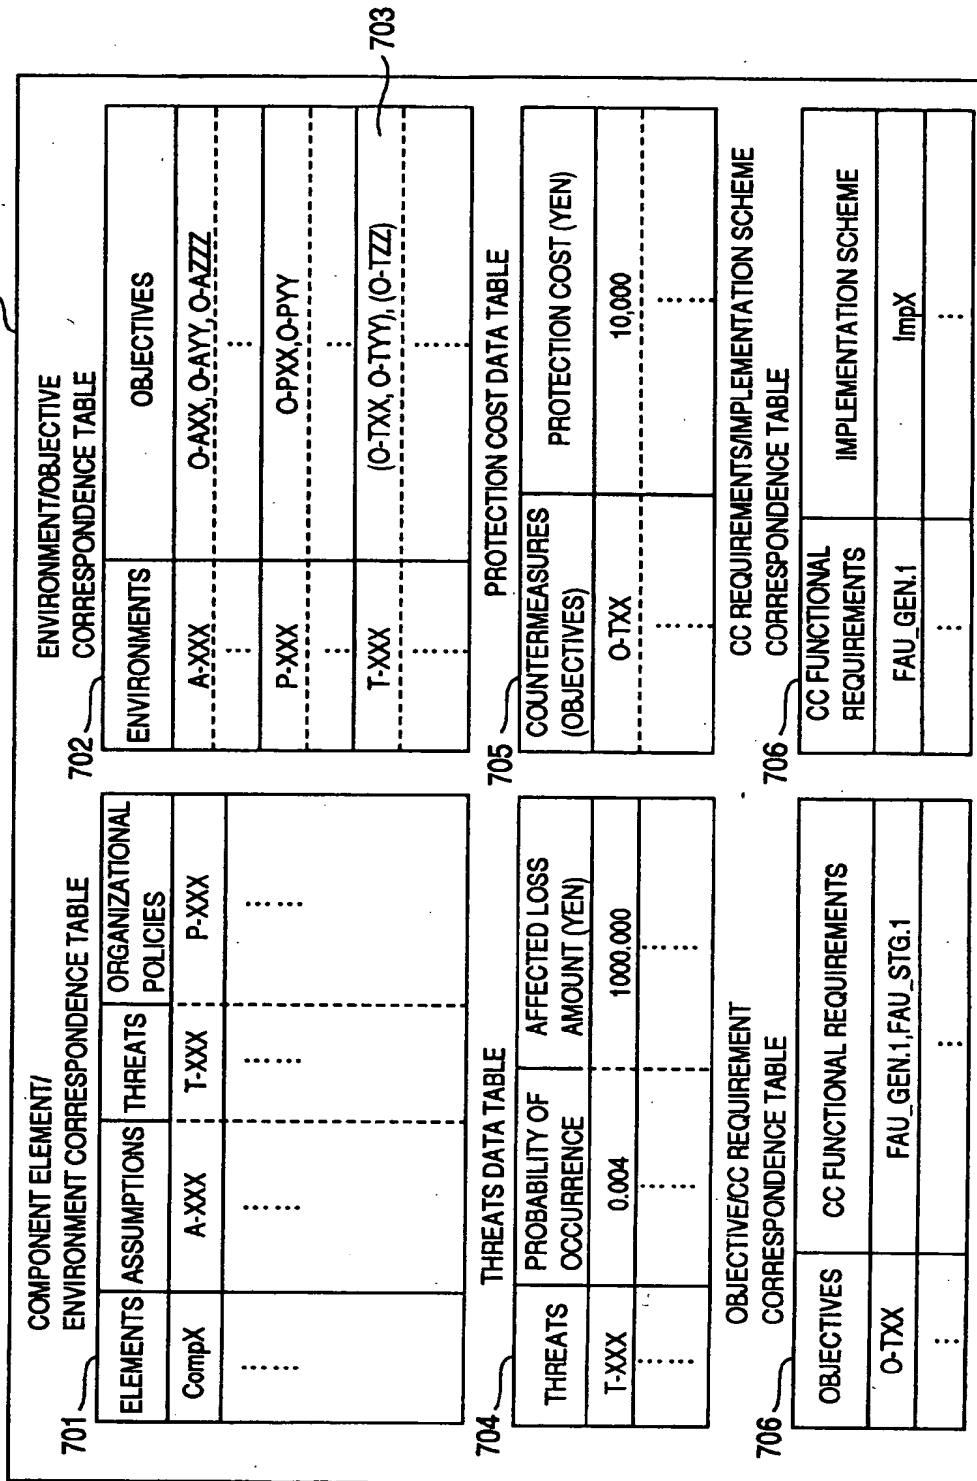 COMPONENT ELEMENT/
ENVIRONMENT CORRESPONDENCE TABLE
701
ELEMENTS ASSUMPTIONS THREATS ORGANIZATIONAL POLICIES
CompX A-XXX T-XXX P-XXX
...... ...... ...... ......
ENVIRONMENT/OBJECTIVE
CORRESPONDENCE TABLE
702
ENVIRONMENTS OBJECTIVES
A-XXX O-AXX, O-AYY, O-AZZZ
... ...
P-XXX O-PXX,O-PYY
... ...
T-XXX (O-TXX, O-TYY), (O-TZZ)
...... ......
703
THREATS DATA TABLE
704
THREATS PROBABILITY OF OCCURRENCE AFFECTED LOSS AMOUNT (YEN)
T-XXX 0.004 1000.000
...... ...... ......
PROTECTION COST DATA TABLE
705
COUNTERMEASURES (OBJECTIVES) PROTECTION COST (YEN)
O-TXX 10,000
...... ......
OBJECTIVE/CC REQUIREMENT
CORRESPONDENCE TABLE
706
OBJECTIVES CC FUNCTIONAL REQUIREMENTS
O-TXX FAU_GEN.1,FAU_STG.1
... ...
CC REQUIREMENTS/IMPLEMENTATION SCHEME
CORRESPONDENCE TABLE
706
CC FUNCTIONAL REQUIREMENTS IMPLEMENTATION SCHEME
FAU_GEN.1 ImpX
... ...